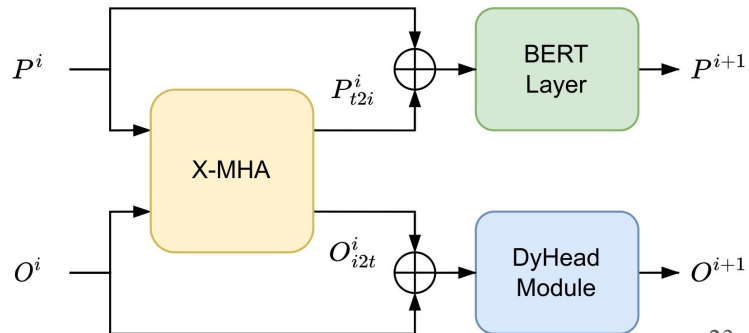 P^i
P^i_{t2i}
BERT
Layer
P^{i+1}
X-MHA
O^i
O^i_{i2t}
DyHead
Module
O^{i+1}